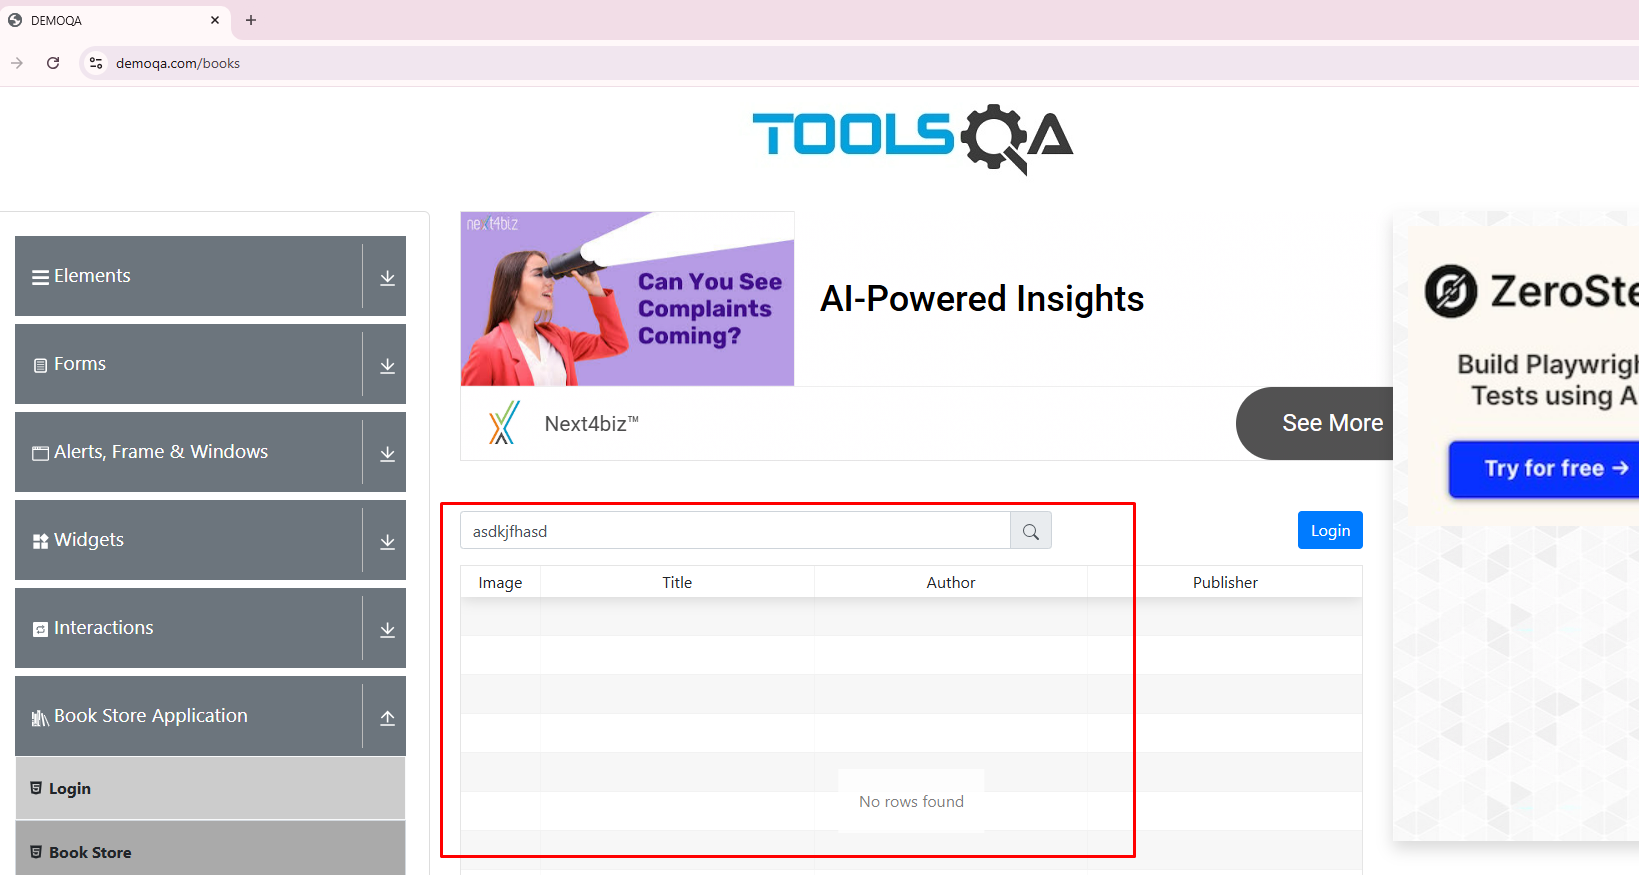 DEMOQA
demoqa.com/books
TOOLSQA
next4biz
Can You See
Complaints
Coming?
AI-Powered Insights
Next4biz™
See More
Build Playwright
Tests using
Try for free →
Elements
Forms
Alerts, Frame & Windows
Widgets
Interactions
Book Store Application
Login
Book Store
asdkjfhasd
Login
Image Title Author Publisher
No rows found